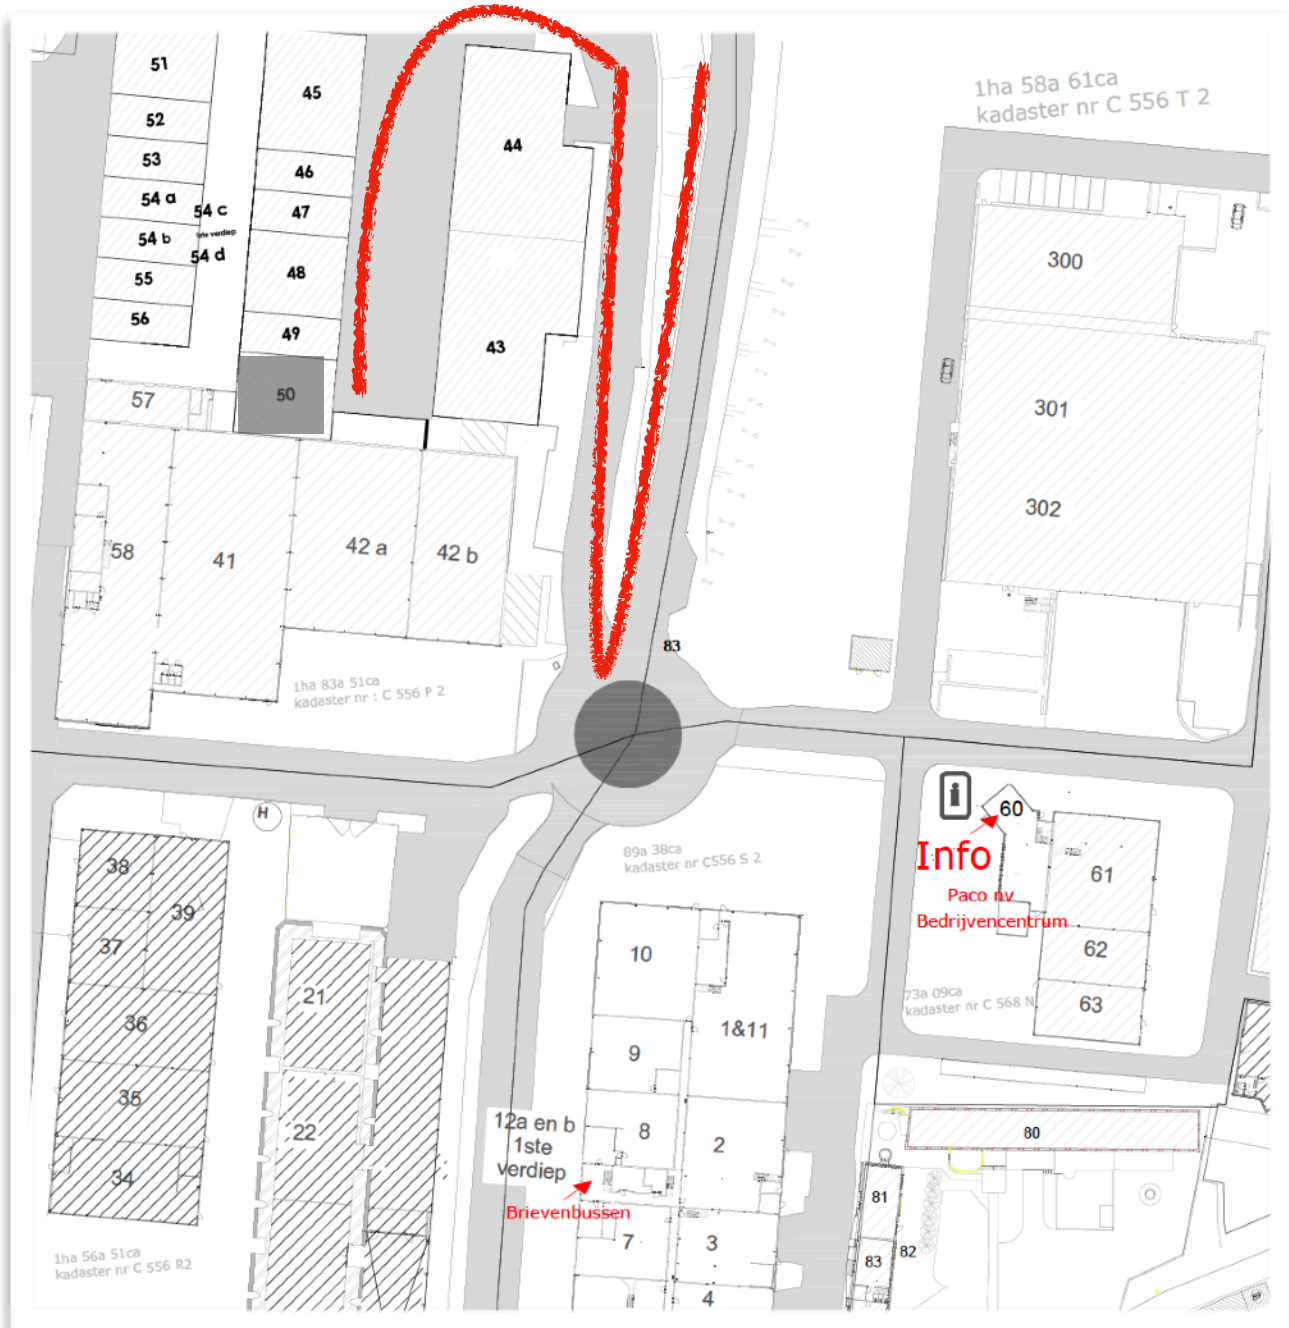 51
52
53
54 a
54 b
55
56
54 c
1ste verdiep
54 d
45
46
47
48
49
50
44
43
1ha 58a 61ca
kadaster nr C 556 T 2
300
301
302
57
58
41
42 a
42 b
83
1ha 83a 51ca
kadaster nr : C 556 P 2
H
38
39
37
36
35
34
21
22
1ha 56a 51ca
kadaster nr C 556 R2
89a 38ca
kadaster nr C556 S 2
10
1&11
9
8
2
12a en b
1ste
verdiep
Brievenbussen
7
3
4
i
60
Info
Paco nv
Bedrijvencentrum
61
62
63
73a 09ca
kadaster nr C 568 N
80
81
82
83